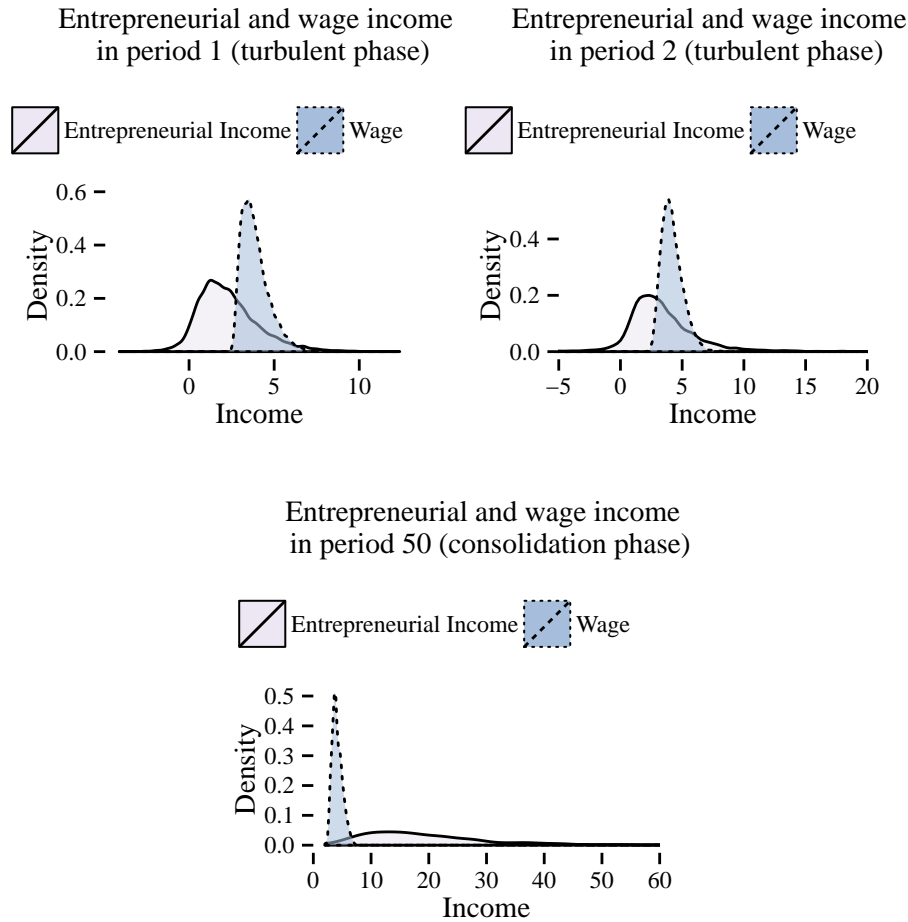 Entrepreneurial and wage income
in period 1 (turbulent phase)
Entrepreneurial Income Wage
0.6
0.4
0.2
0.0
Density
0 5 10
Income
Entrepreneurial and wage income
in period 2 (turbulent phase)
Entrepreneurial Income Wage
0.4
0.2
0.0
Density
−5 0 5 10 15 20
Income
Entrepreneurial and wage income
in period 50 (consolidation phase)
Entrepreneurial Income Wage
0.5
0.4
0.3
0.2
0.1
0.0
Density
0 10 20 30 40 50 60
Income